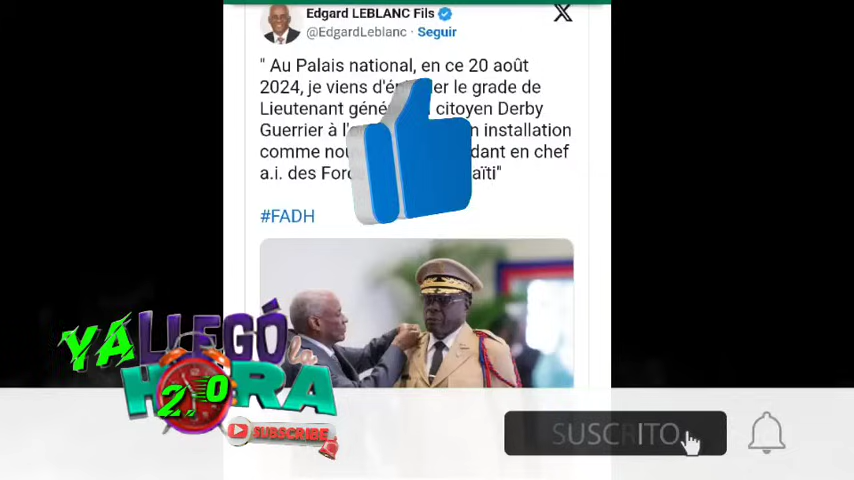 Edgard LEBLANC Fils
@EdgardLeblanc · Seguir
" Au Palais national, en ce 20 août
2024, je viens d'é er le grade de
Lieutenant géné citoyen Derby
Guerrier à l' installation
comme nou dant en chef
a.i. des Forc aïti"
#FADH
YA LLEGÓ la
HORA
2.0
SUBSCRIBE
SUSCRITO